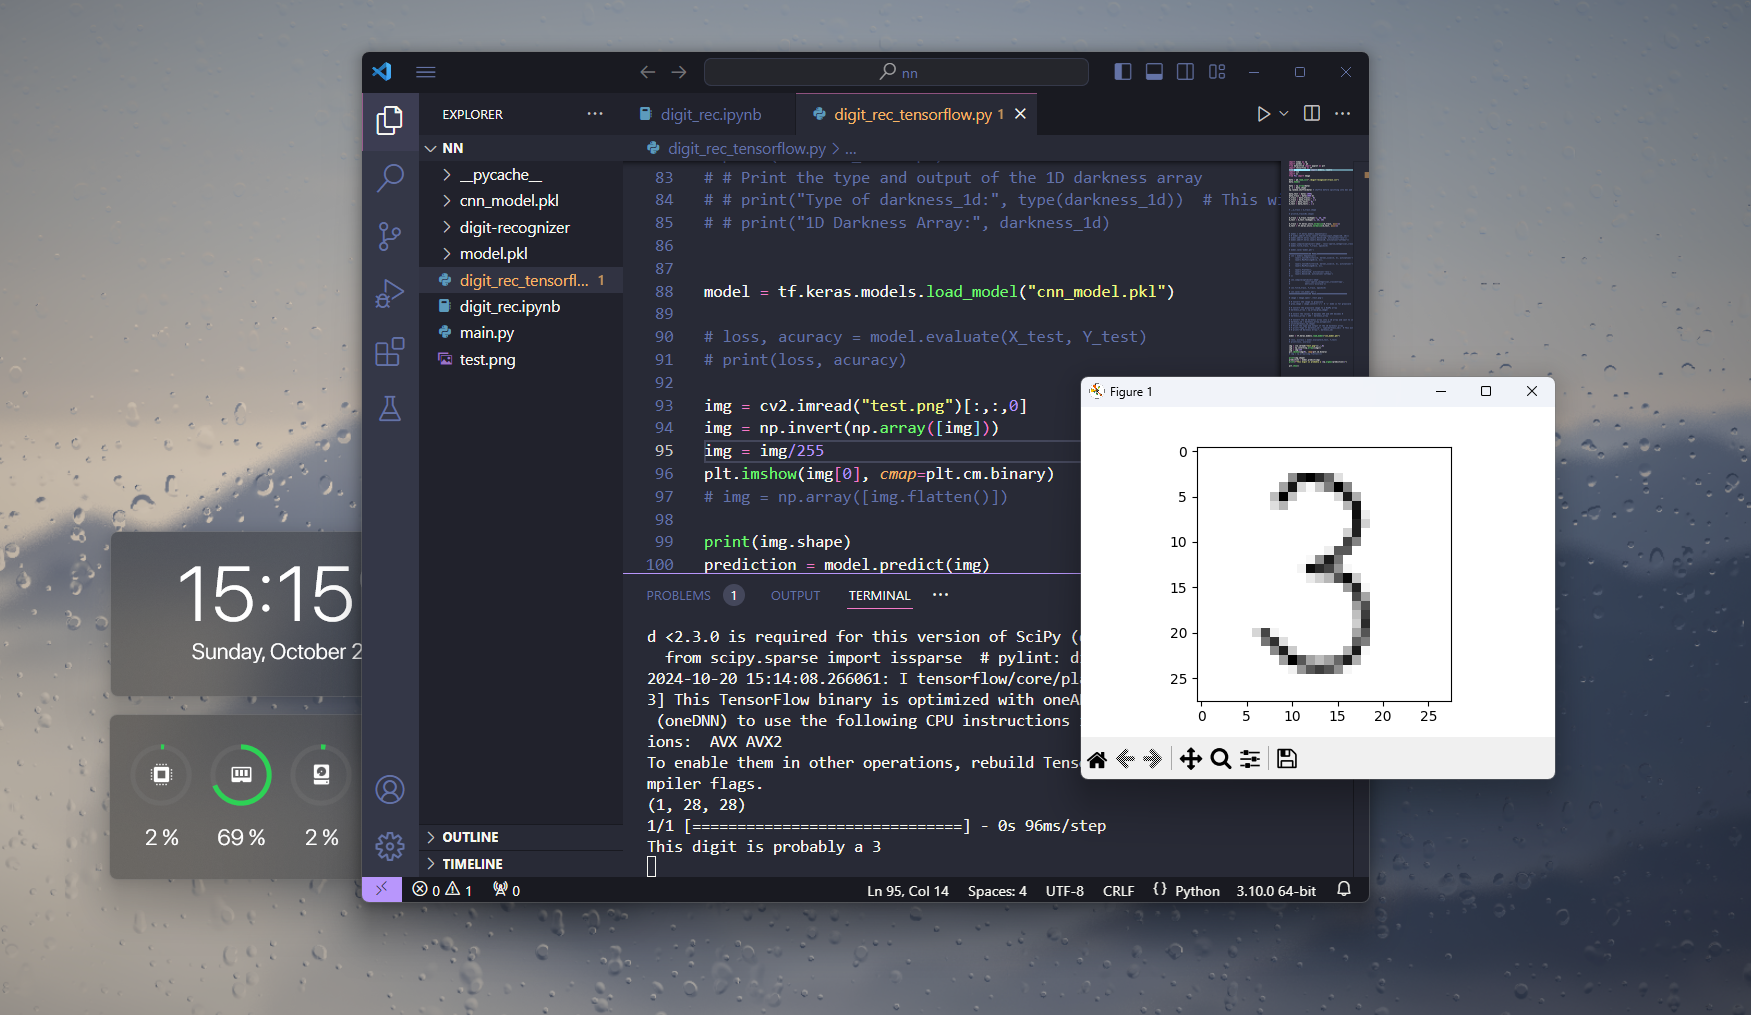 nn
EXPLORER
digit_rec.ipynb
digit_rec_tensorflow.py 1
NN
digit_rec_tensorflow.py > ...
__pycache__
cnn_model.pkl
digit-recognizer
model.pkl
digit_rec_tensorfl... 1
digit_rec.ipynb
main.py
test.png
83 # # Print the type and output of the 1D darkness array
84 # # print("Type of darkness_1d:", type(darkness_1d))  # This wi
85 # # print("1D Darkness Array:", darkness_1d)
86
87
88 model = tf.keras.models.load_model("cnn_model.pkl")
89
90 # loss, acuracy = model.evaluate(X_test, Y_test)
91 # print(loss, acuracy)
92
93 img = cv2.imread("test.png")[:,:,0]
94 img = np.invert(np.array([img]))
95 img = img/255
96 plt.imshow(img[0], cmap=plt.cm.binary)
97 # img = np.array([img.flatten()])
98
99 print(img.shape)
100 prediction = model.predict(img)
PROBLEMS 1 OUTPUT TERMINAL ...
d <2.3.0 is required for this version of SciPy (
from scipy.sparse import issparse  # pylint: d
2024-10-20 15:14:08.266061: I tensorflow/core/pla
3] This TensorFlow binary is optimized with oneA
(oneDNN) to use the following CPU instructions
ions:  AVX AVX2
To enable them in other operations, rebuild Tens
mpiler flags.
(1, 28, 28)
1/1 [==============================] - 0s 96ms/step
This digit is probably a 3
OUTLINE
TIMELINE
0 1 0
Ln 95, Col 14 Spaces: 4 UTF-8 CRLF {} Python 3.10.0 64-bit
Figure 1
0
5
10
15
20
25
0 5 10 15 20 25
3
15:15
Sunday, October 2
2 % 69 % 2 %